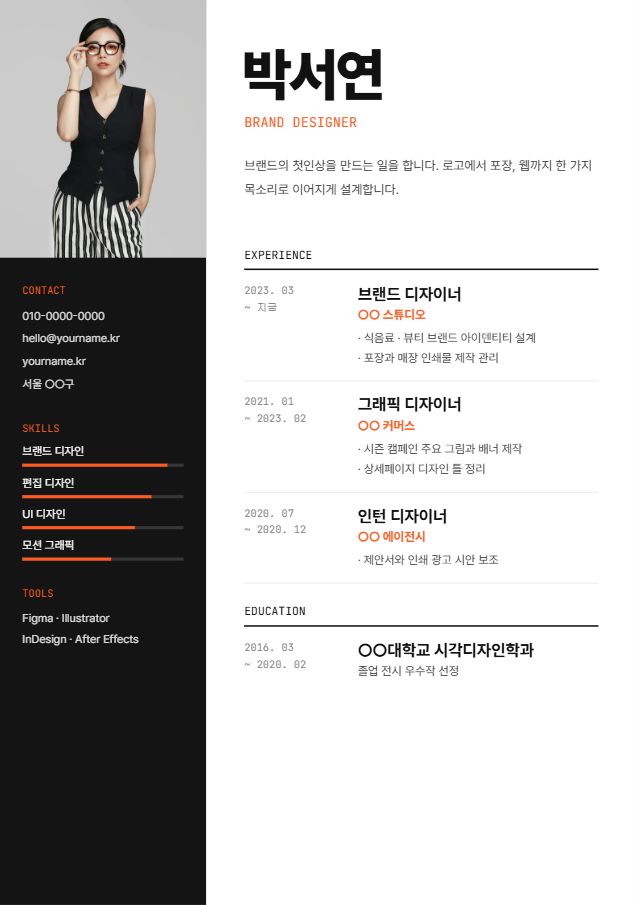 박서연
BRAND DESIGNER
브랜드의 첫인상을 만드는 일을 합니다. 로고에서 포장, 웹까지 한 가지
목소리로 이어지게 설계합니다.
CONTACT
010-0000-0000
hello@yourname.kr
yourname.kr
서울 〇〇구
SKILLS
브랜드 디자인
편집 디자인
UI 디자인
모션 그래픽
TOOLS
Figma · Illustrator
InDesign · After Effects
EXPERIENCE
2023. 03
~ 지금
브랜드 디자이너
〇〇 스튜디오
· 식음료 · 뷰티 브랜드 아이덴티티 설계
· 포장과 매장 인쇄물 제작 관리
2021. 01
~ 2023. 02
그래픽 디자이너
〇〇 커머스
· 시즌 캠페인 주요 그림과 배너 제작
· 상세페이지 디자인 틀 정리
2020. 07
~ 2020. 12
인턴 디자이너
〇〇 에이전시
· 제안서와 인쇄 광고 시안 보조
EDUCATION
2016. 03
~ 2020. 02
〇〇대학교 시각디자인학과
졸업 전시 우수작 선정